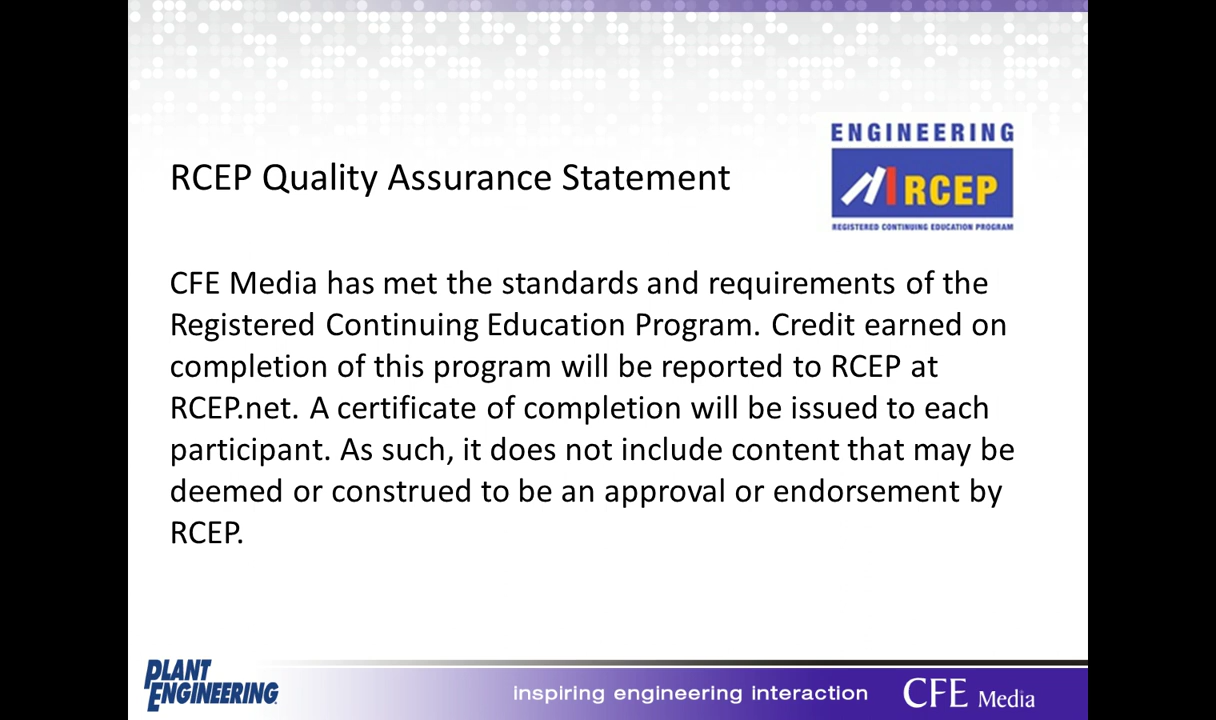 ENGINEERING
RCEP
REGISTERED CONTINUING EDUCATION PROGRAM
RCEP Quality Assurance Statement
CFE Media has met the standards and requirements of the
Registered Continuing Education Program. Credit earned on
completion of this program will be reported to RCEP at
RCEP.net. A certificate of completion will be issued to each
participant. As such, it does not include content that may be
deemed or construed to be an approval or endorsement by
RCEP.
PLANT
ENGINEERING
inspiring engineering interaction
CFE Media